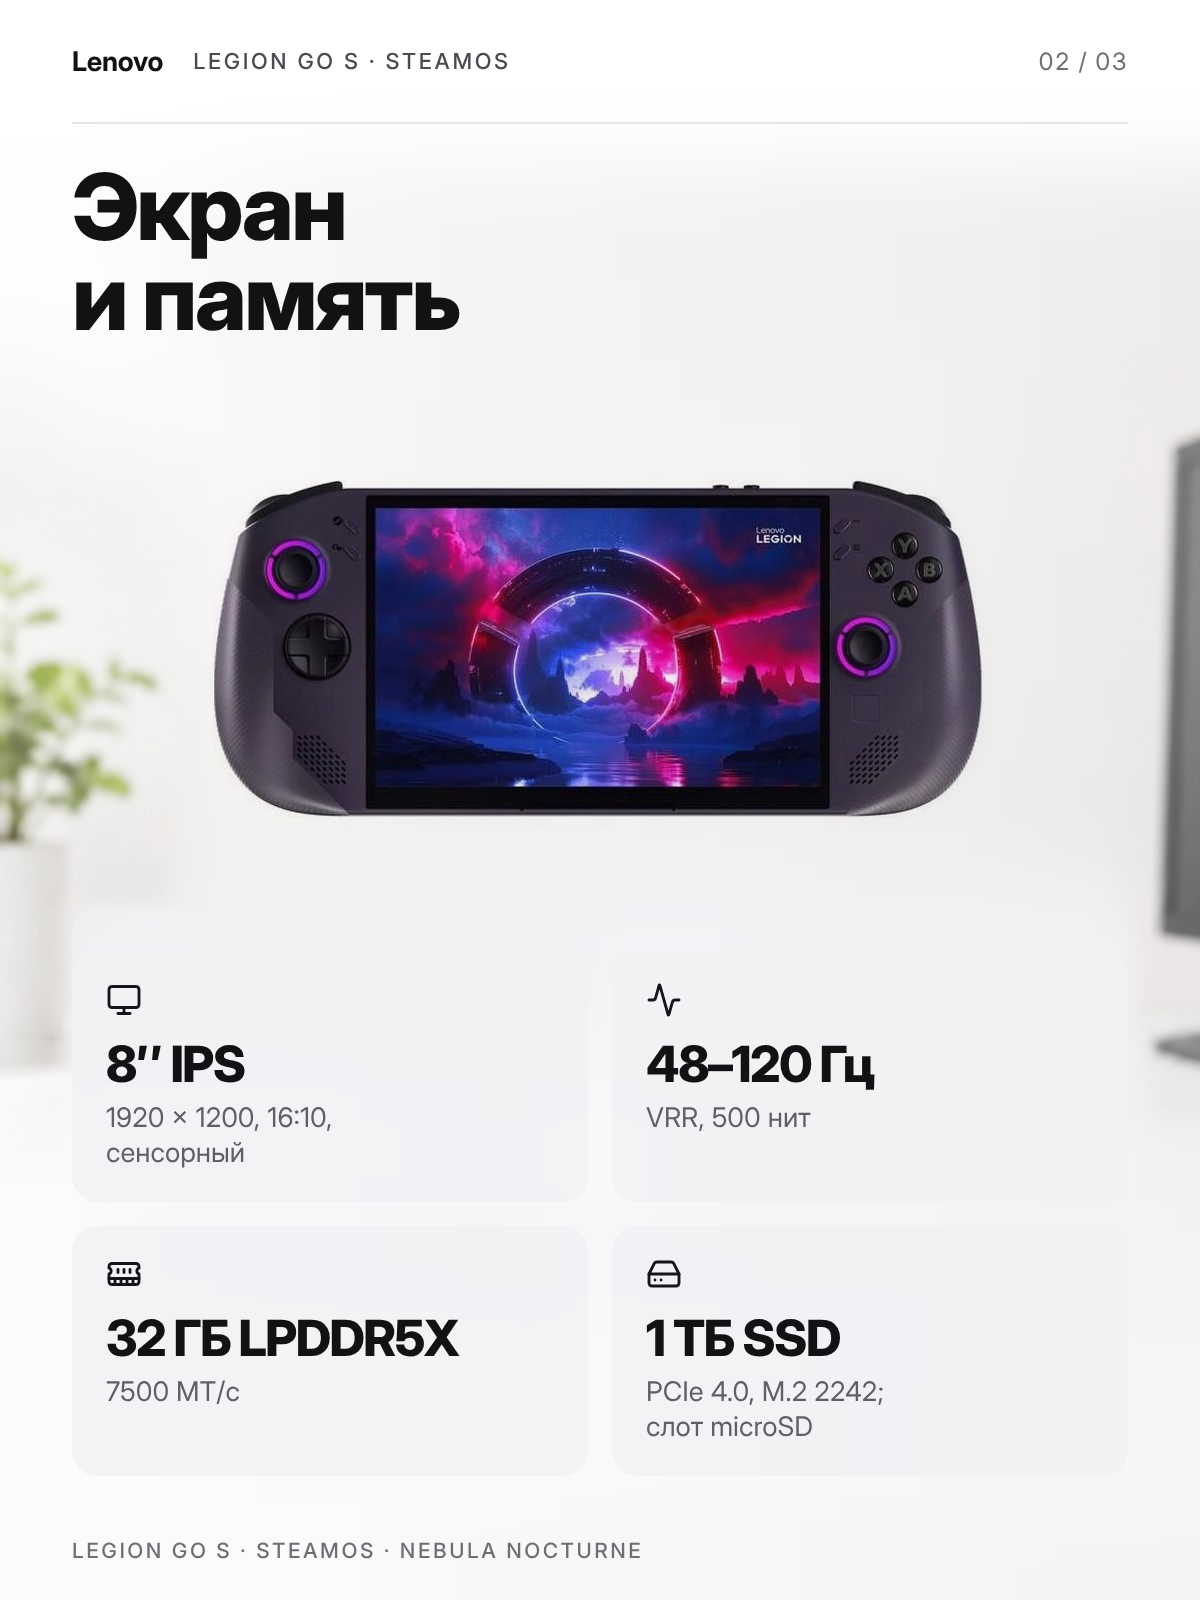 Lenovo LEGION GO S · STEAMOS 02 / 03
Экран
и память
Lenovo
LEGION
Y
X B
A
8″ IPS
1920 × 1200, 16:10,
сенсорный
48–120 Гц
VRR, 500 нит
32 ГБ LPDDR5X
7500 МТ/с
1 ТБ SSD
PCIe 4.0, M.2 2242;
слот microSD
LEGION GO S · STEAMOS · NEBULA NOCTURNE